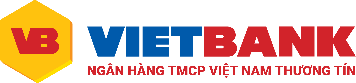 VB VIETBANK
NGÂN HÀNG TMCP VIỆT NAM THƯƠNG TÍN